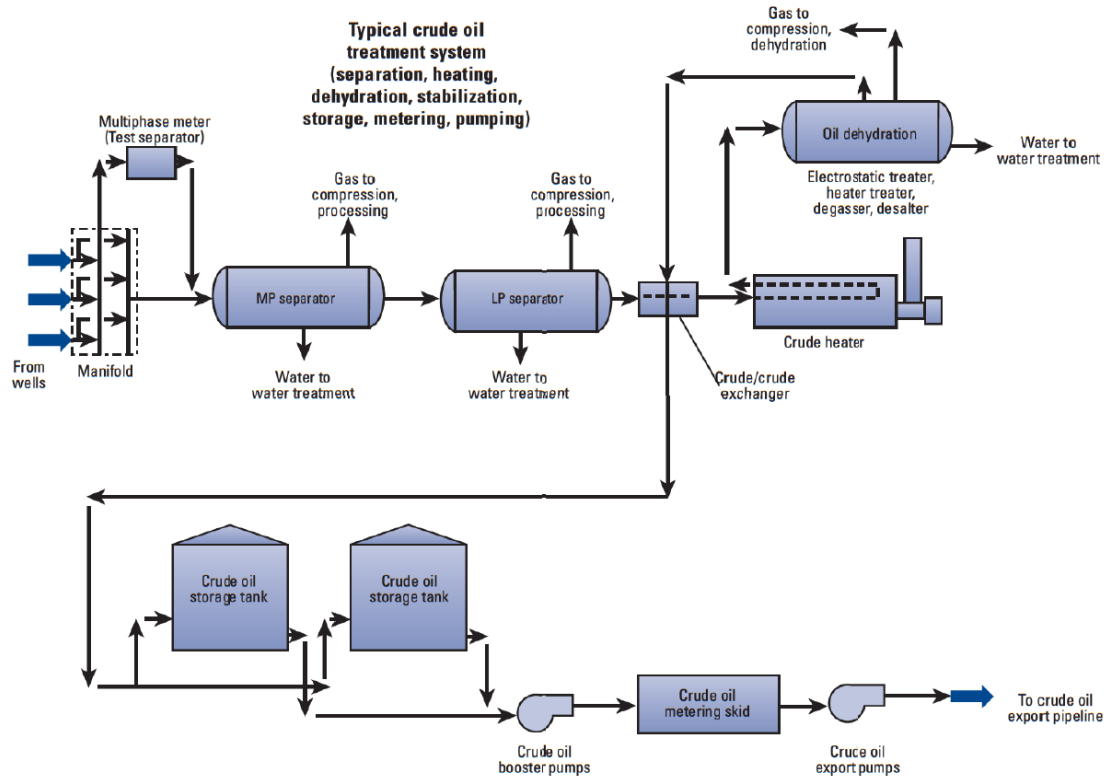 Typical crude oil
treatment system
(separation, heating,
dehydration, stabilization,
storage, metering, pumping)
Gas to
compression,
dehydration
Multiphase meter
(Test separator)
Oil dehydration
Water to
water treatment
Electrostatic treater,
heater treater,
degasser, desalter
Gas to
compression,
processing
Gas to
compression,
processing
MP separator
LP separator
Crude heater
From
wells
Manifold
Water to
water treatment
Water to
water treatment
Crude/crude
exchanger
Crude oil
storage tank
Crude oil
storage tank
Crude oil
metering skid
To crude oil
export pipeline
Crude oil
booster pumps
Crude oil
export pumps